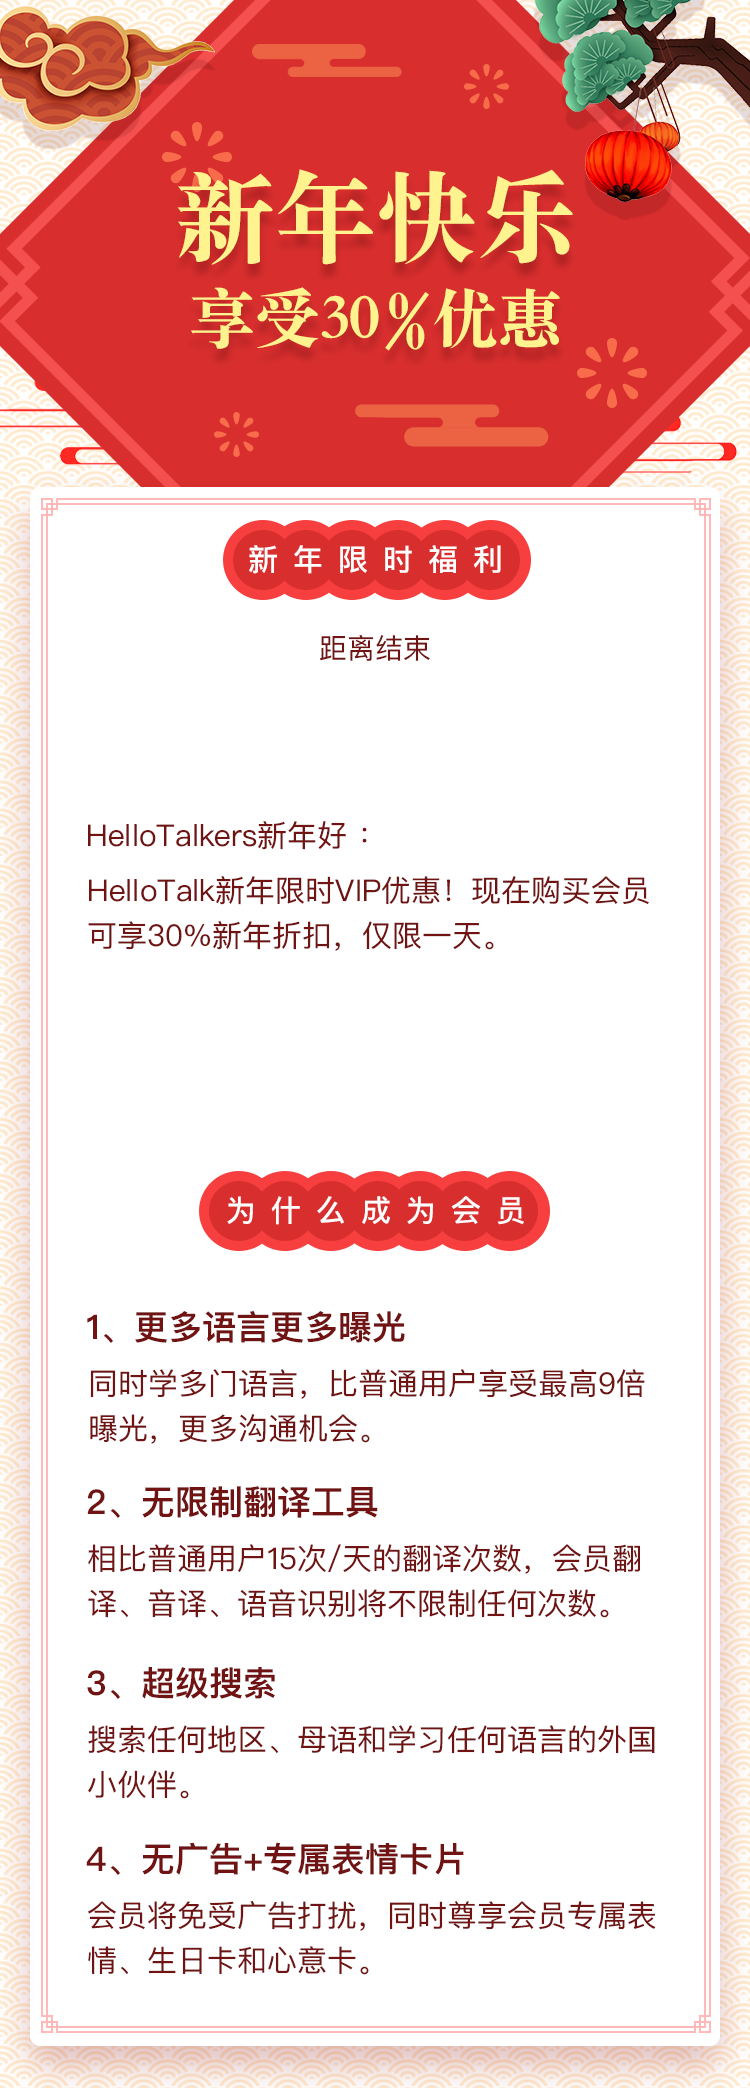 新年快乐
享受30%优惠
新年限时福利
距离结束
HelloTalkers新年好：
HelloTalk新年限时VIP优惠！现在购买会员
可享30%新年折扣，仅限一天。
为什么成为会员
1、更多语言更多曝光
同时学多门语言，比普通用户享受最高9倍
曝光，更多沟通机会。
2、无限制翻译工具
相比普通用户15次/天的翻译次数，会员翻
译、音译、语音识别将不限制任何次数。
3、超级搜索
搜索任何地区、母语和学习任何语言的外国
小伙伴。
4、无广告+专属表情卡片
会员将免受广告打扰，同时尊享会员专属表
情、生日卡和心意卡。